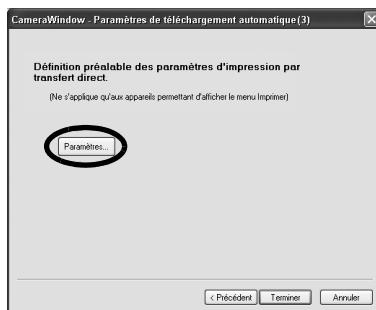 CameraWindow - Paramètres de téléchargement automatique(3)
Définition préalable des paramètres d'impression par
transfert direct.
(Ne s'applique qu'aux appareils permettant d'afficher le menu Imprimer)
Paramètres...
< Précédent
Terminer
Annuler